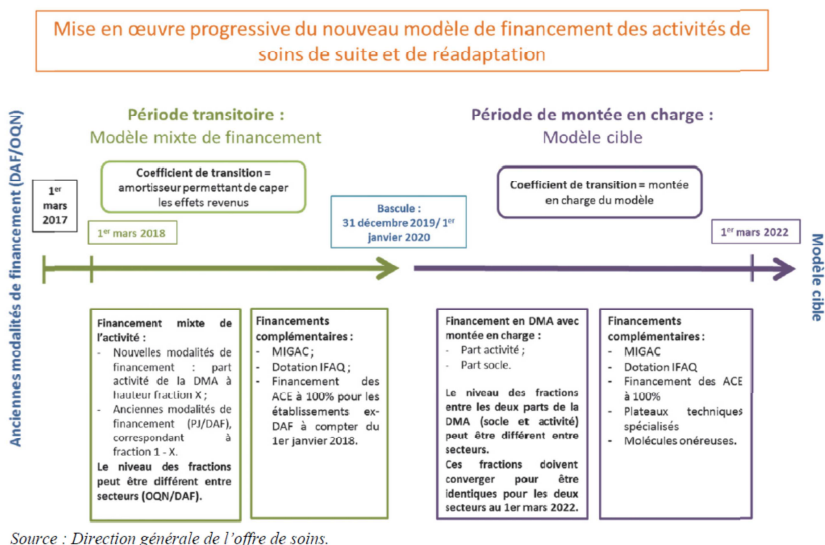 Mise en œuvre progressive du nouveau modèle de financement des activités de
soins de suite et de réadaptation
Anciennes modalités de financement (DAF/OQN)
Période transitoire :
Modèle mixte de financement
Coefficient de transition =
amortisseur permettant de caper
les effets revenus
1er
mars
2017
1er mars 2018
Bascule :
31 décembre 2019/ 1er
janvier 2020
Période de montée en charge :
Modèle cible
Coefficient de transition = montée
en charge du modèle
1er mars 2022
Modèle cible
Financement mixte de
l’activité :
- Nouvelles modalités de
financement : part
activité de la DMA à
hauteur fraction X ;
- Anciennes modalités de
financement (PJ/DAF),
correspondant à
fraction 1 - X.
Le niveau des fractions
peut être différent entre
secteurs (OQN/DAF).
Financements
complémentaires :
- MIGAC ;
- Dotation IFAQ ;
- Financement des
ACE à 100% pour les
établissements ex-
DAF à compter du
1er janvier 2018.
Financement en DMA avec
montée en charge :
- Part activité ;
- Part socle.
Le niveau des fractions
entre les deux parts de la
DMA (socle et activité)
peut être différent entre
secteurs.
Ces fractions doivent
converger pour être
identiques pour les deux
secteurs au 1er mars 2022.
Financements
complémentaires :
- MIGAC
- Dotation IFAQ
- Financement des ACE
à 100%
- Plateaux techniques
spécialisés
- Molécules onéreuses.
Source : Direction générale de l’offre de soins.